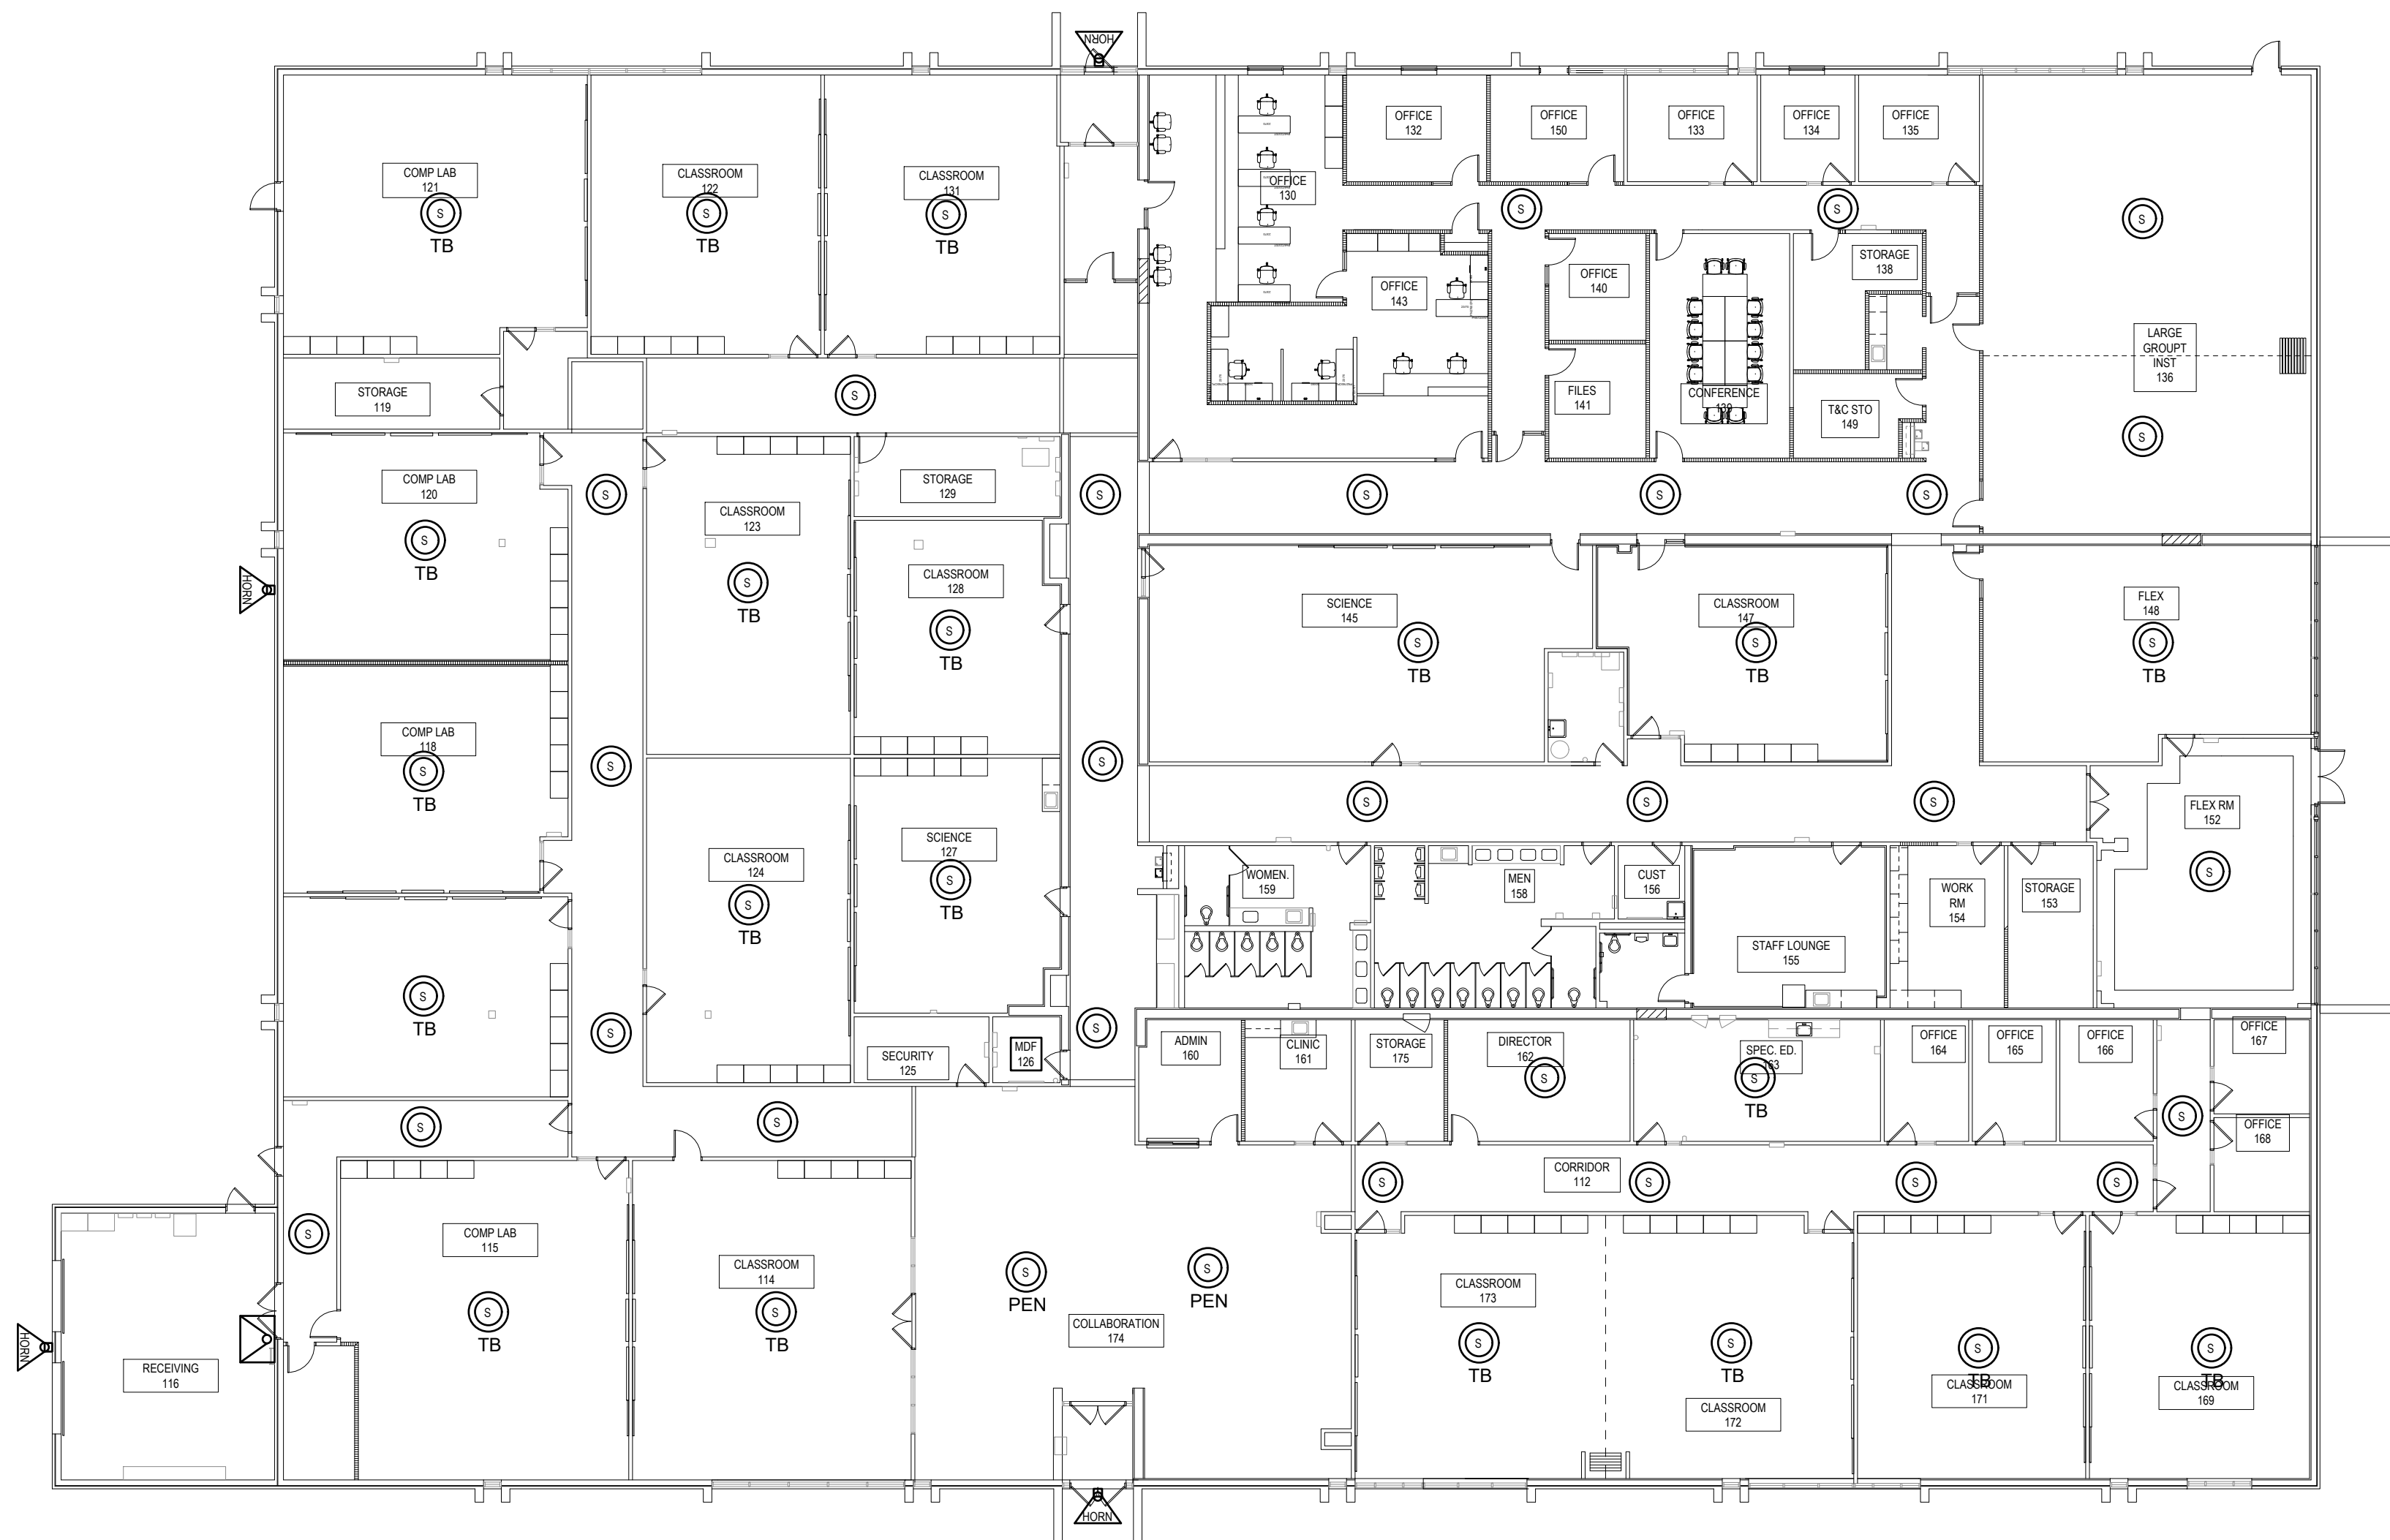 HORN
OFFICE
132
OFFICE
150
OFFICE
133
OFFICE
134
OFFICE
135
COMP LAB
121
S
TB
CLASSROOM
122
S
TB
CLASSROOM
131
S
TB
OFFICE
130
S
S
S
OFFICE
143
OFFICE
140
STORAGE
138
LARGE
GROUPT
INST
136
STORAGE
119
S
FILES
141
CONFERENCE
139
T&C STO
149
S
COMP LAB
120
S
TB
S
CLASSROOM
123
S
TB
STORAGE
129
S
S
S
S
HORN
CLASSROOM
128
S
TB
SCIENCE
145
S
TB
CLASSROOM
147
S
TB
FLEX
148
S
TB
COMP LAB
118
S
TB
S
S
S
S
S
FLEX RM
152
S
CLASSROOM
124
S
TB
SCIENCE
127
S
TB
WOMEN.
159
MEN
158
CUST
156
STAFF LOUNGE
155
WORK
RM
154
STORAGE
153
S
TB
S
SECURITY
125
MDF
126
S
ADMIN
160
CLINIC
161
STORAGE
175
DIRECTOR
162
S
SPEC. ED.
163
S
TB
OFFICE
164
OFFICE
165
OFFICE
166
OFFICE
167
S
OFFICE
168
S
S
CORRIDOR
112
S
S
S
S
S
COMP LAB
115
S
TB
CLASSROOM
114
S
TB
S
PEN
S
PEN
COLLABORATION
174
CLASSROOM
173
S
TB
S
TB
CLASSROOM
172
S
TB
CLASSROOM
171
S
TB
CLASSROOM
169
HORN
RECEIVING
116
HORN